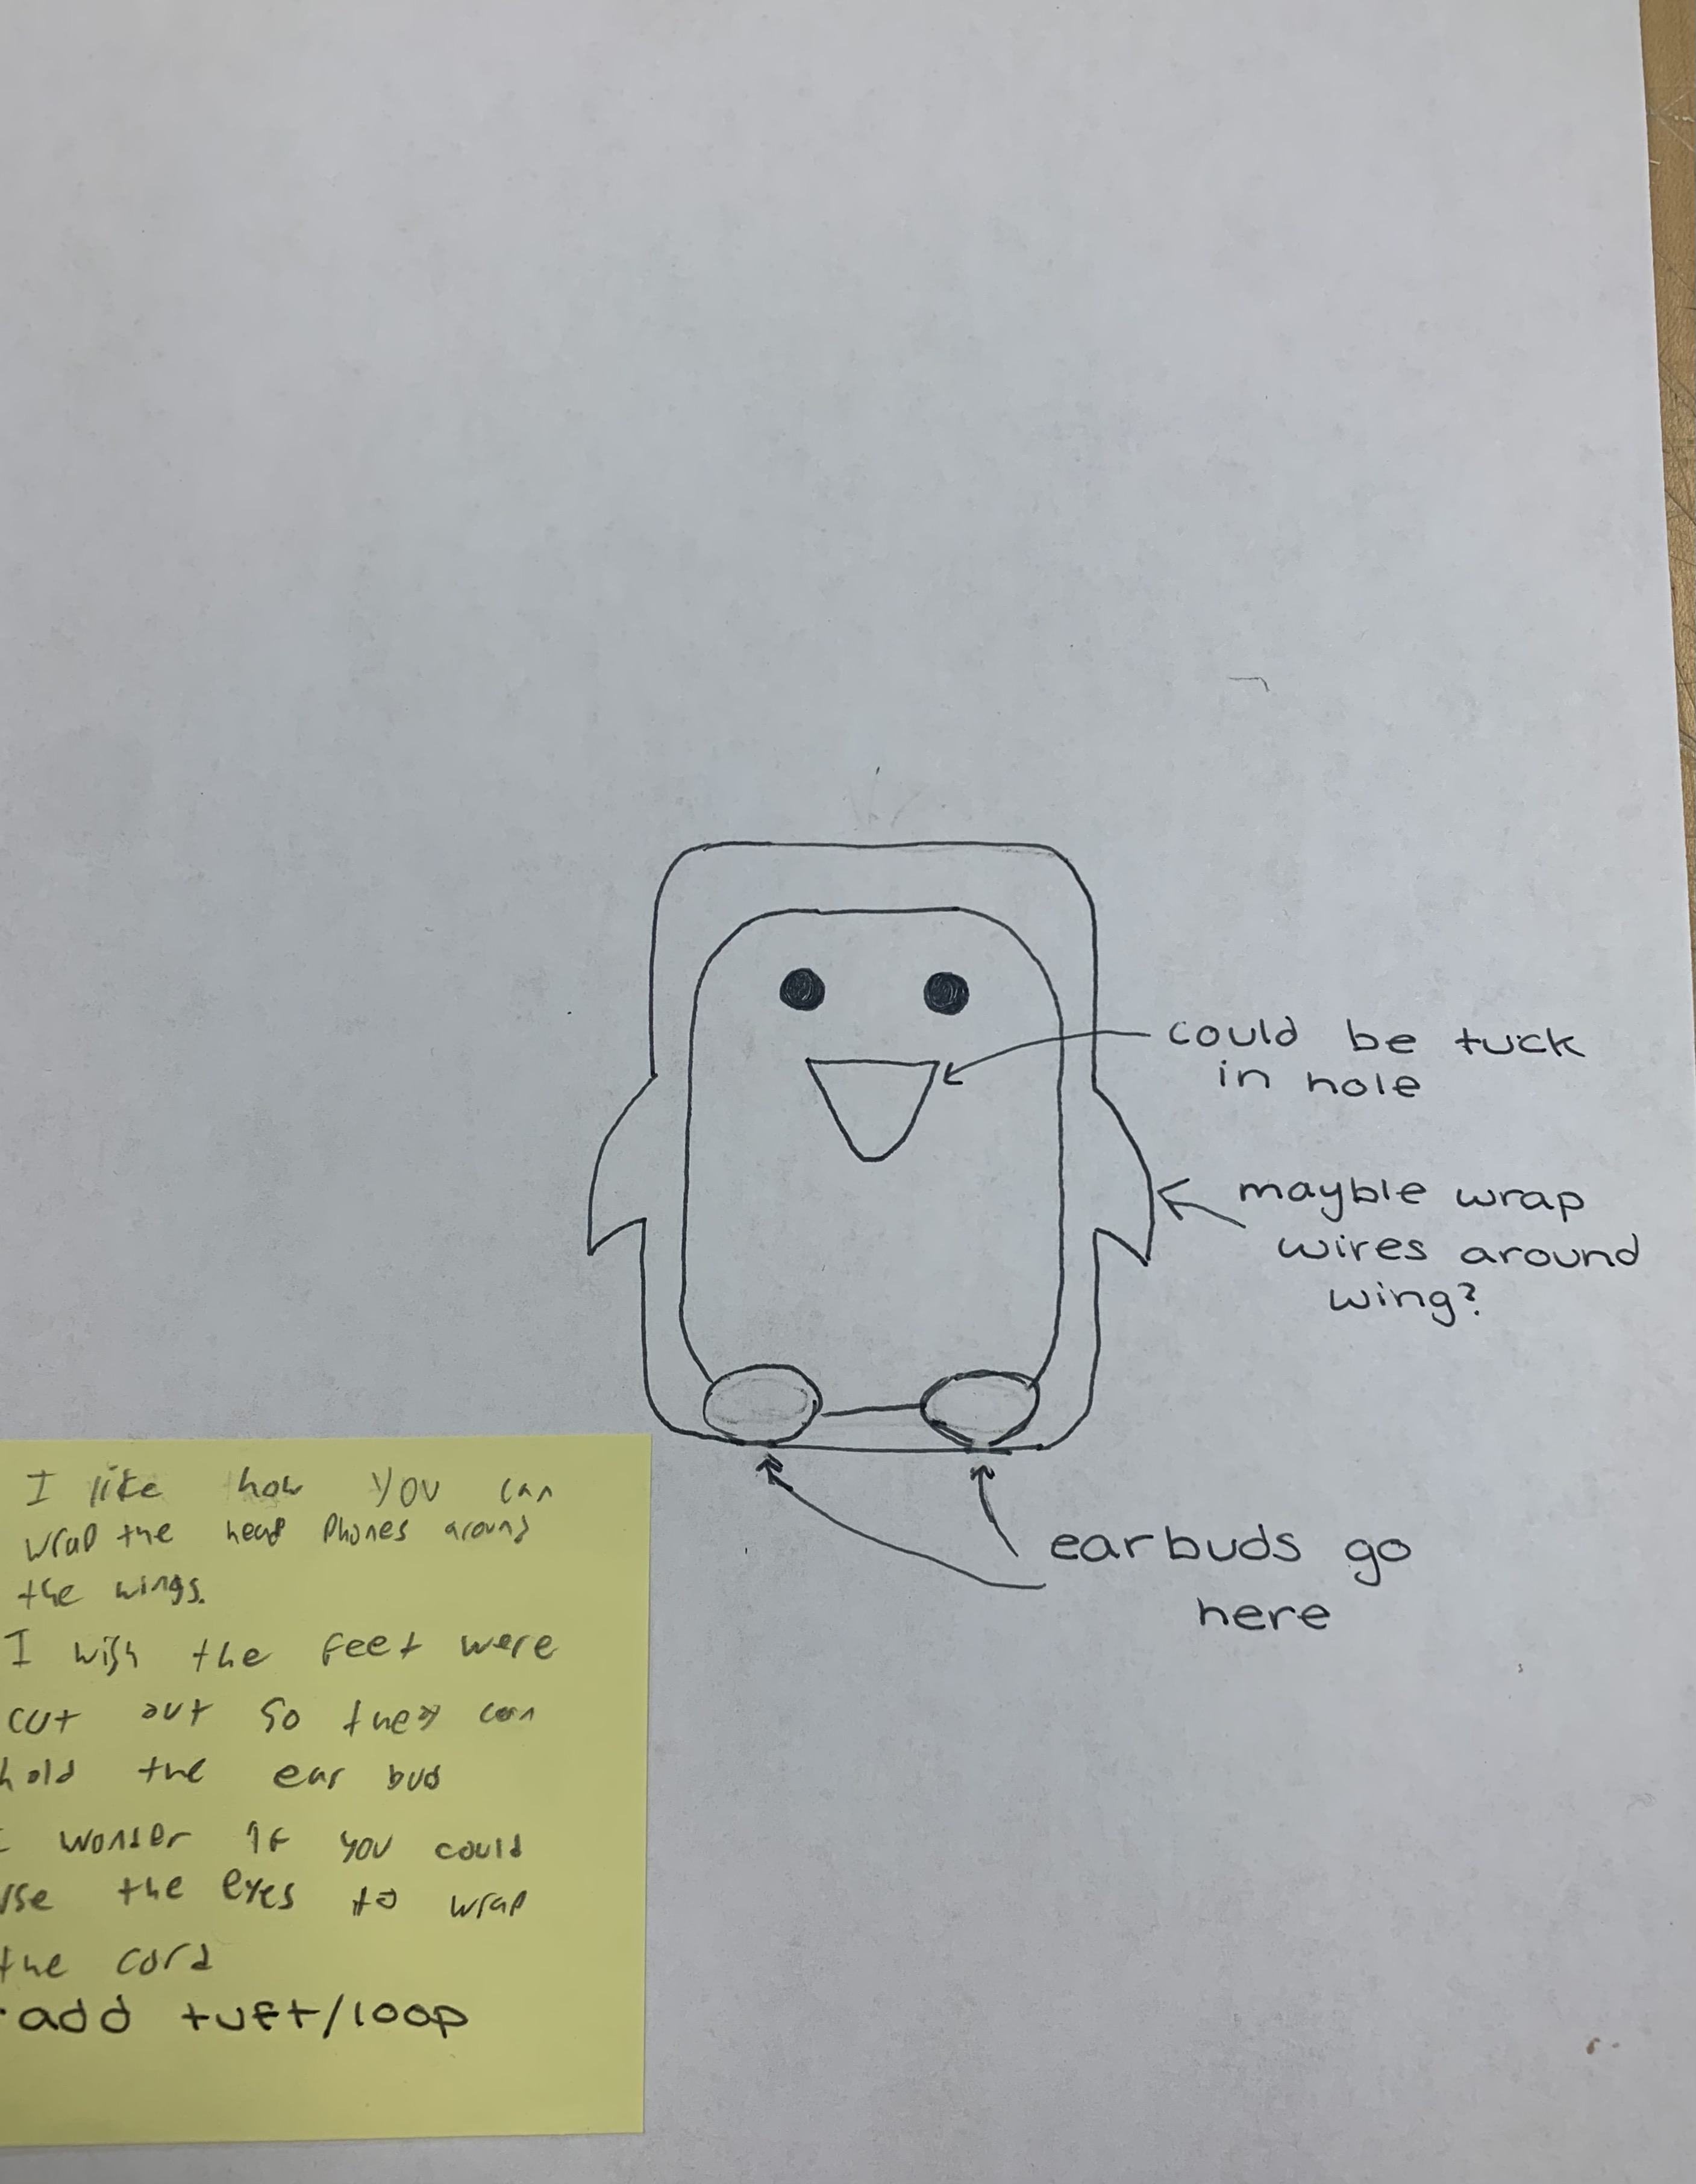 could be tuck
in hole
mayble wrap
wires around
wing?
earbuds go
here
I like how you can
wrap the head phones around
the wings.
I wish the feet were
cut out so they can
hold the ear bud
I wonder if you could
use the eyes to wrap
the cord
·add tuft/loop